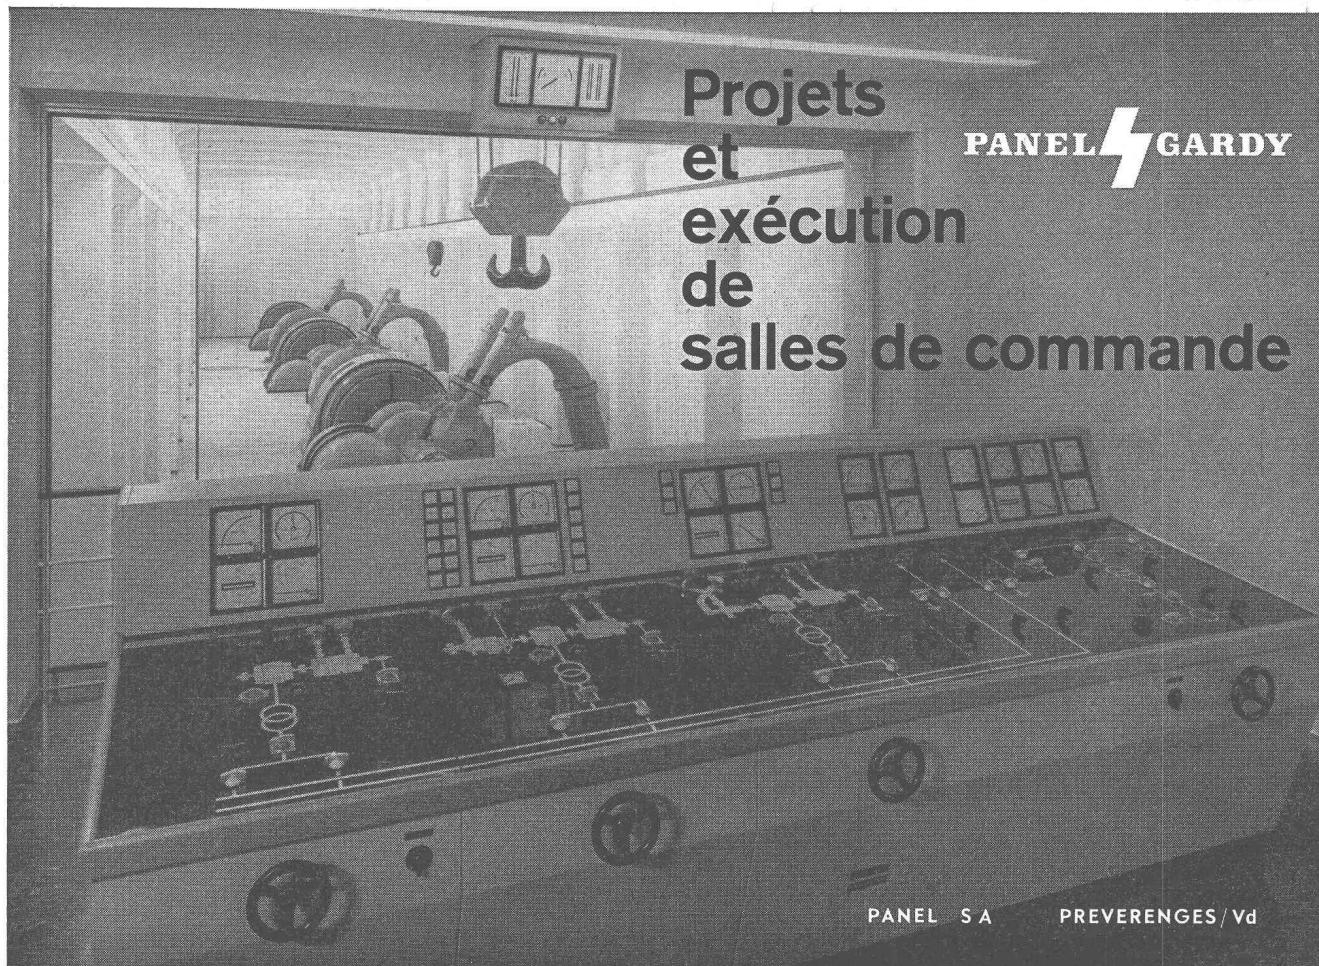 Projets
et
exécution
de
salles de commande
PANEL GARDY
PANEL SA PREVERENGES/Vd